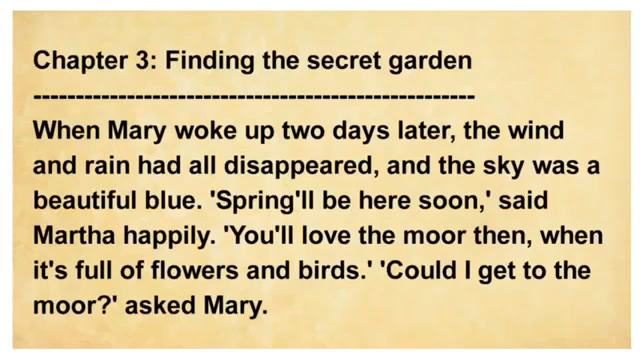 Chapter 3: Finding the secret garden
-----------------------------------------------------
When Mary woke up two days later, the wind
and rain had all disappeared, and the sky was a
beautiful blue. 'Spring'll be here soon,' said
Martha happily. 'You'll love the moor then, when
it's full of flowers and birds.' 'Could I get to the
moor?' asked Mary.